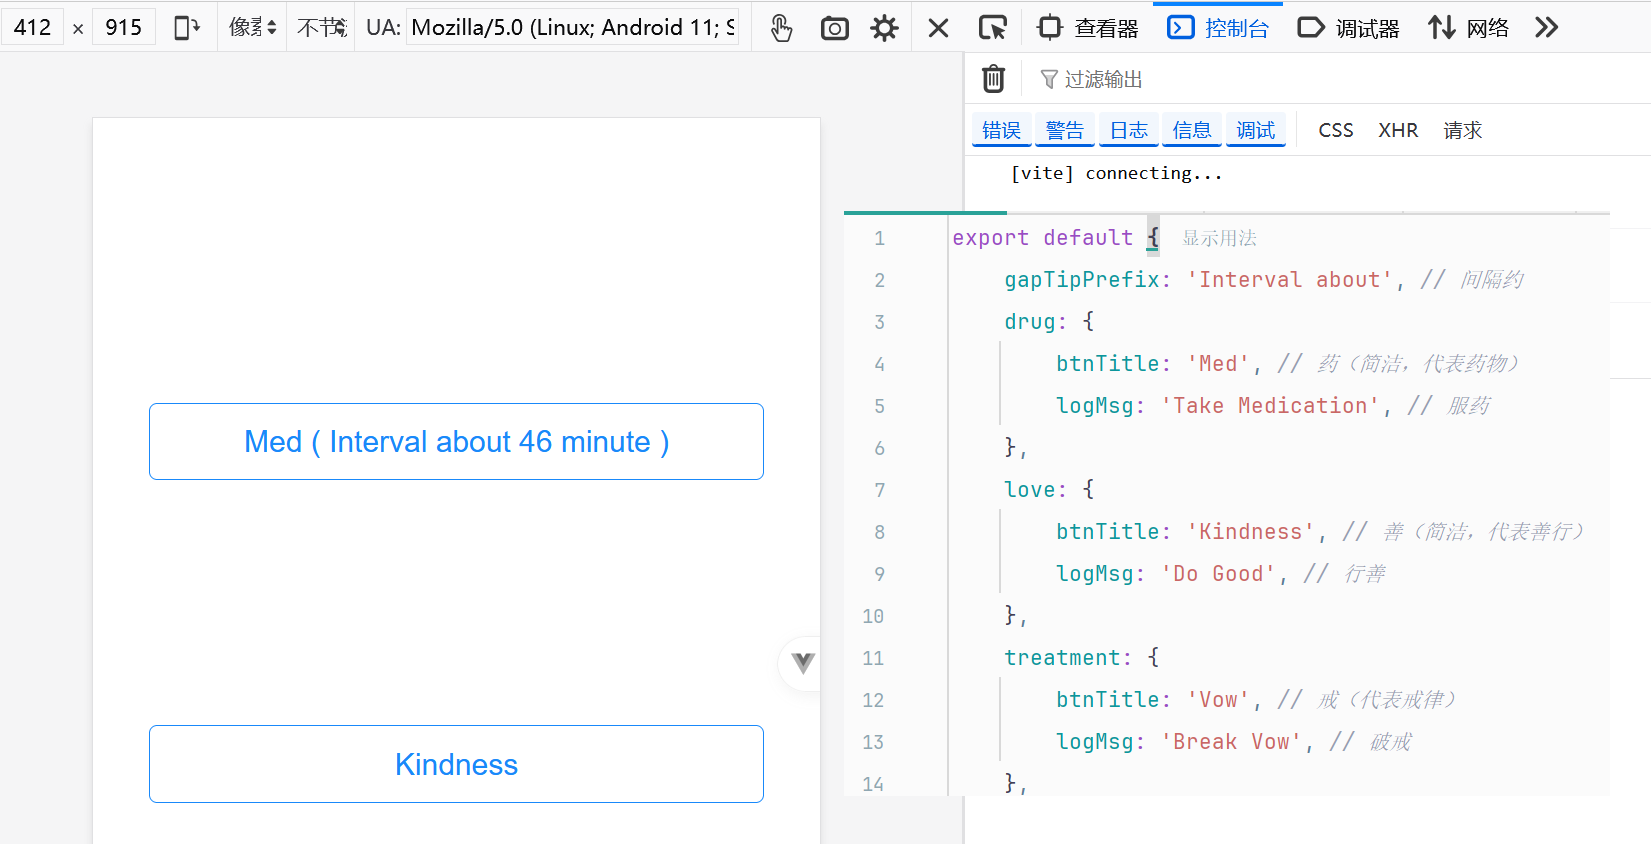 412 × 915 像素 不节流 UA: Mozilla/5.0 (Linux; Android 11; S
查看器 控制台 调试器 网络
过滤输出
错误 警告 日志 信息 调试 CSS XHR 请求
[vite] connecting...
Med ( Interval about 46 minute )
Kindness
1 export default { 显示用法
2 gapTipPrefix: 'Interval about', // 间隔约
3 drug: {
4 btnTitle: 'Med', // 药（简洁，代表药物）
5 logMsg: 'Take Medication', // 服药
6 },
7 love: {
8 btnTitle: 'Kindness', // 善（简洁，代表善行）
9 logMsg: 'Do Good', // 行善
10 },
11 treatment: {
12 btnTitle: 'Vow', // 戒（代表戒律）
13 logMsg: 'Break Vow', // 破戒
14 },